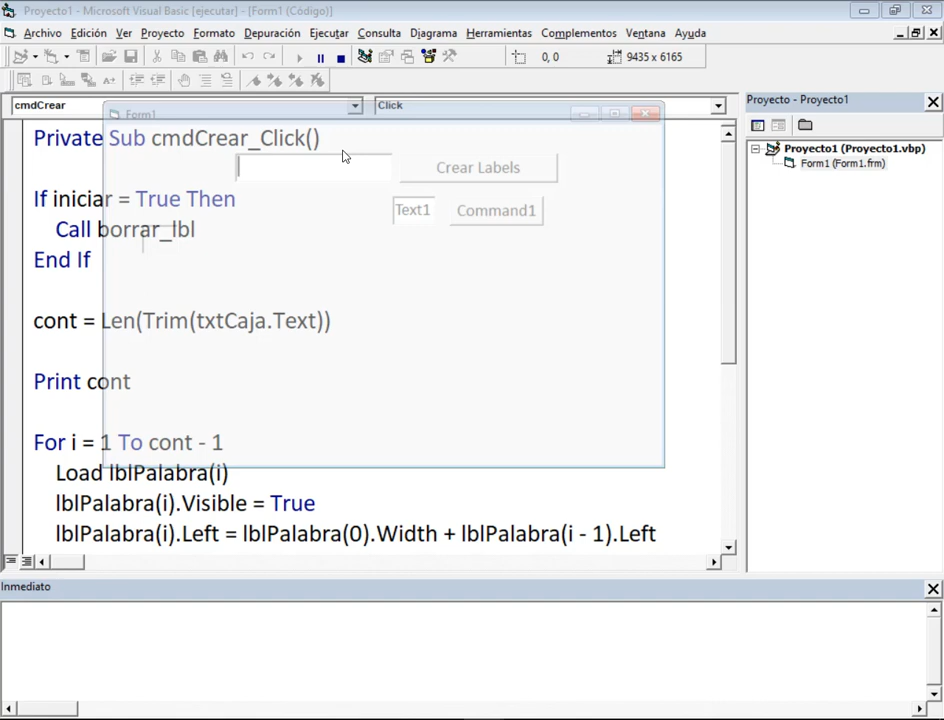 Proyecto1 - Microsoft Visual Basic [ejecutar] - [Form1 (Código)]
Archivo Edición Ver Proyecto Formato Depuración Ejecutar Consulta Diagrama Herramientas Complementos Ventana Ayuda
0, 0 9435 x 6165
cmdCrear Click
Form1
Private Sub cmdCrear_Click()
Crear Labels
If iniciar = True Then
Text1 Command1
Call borrar_lbl
End If
cont = Len(Trim(txtCaja.Text))
Print cont
For i = 1 To cont - 1
Load lblPalabra(i)
lblPalabra(i).Visible = True
lblPalabra(i).Left = lblPalabra(0).Width + lblPalabra(i - 1).Left
Proyecto - Proyecto1
Proyecto1 (Proyecto1.vbp)
Form1 (Form1.frm)
Inmediato